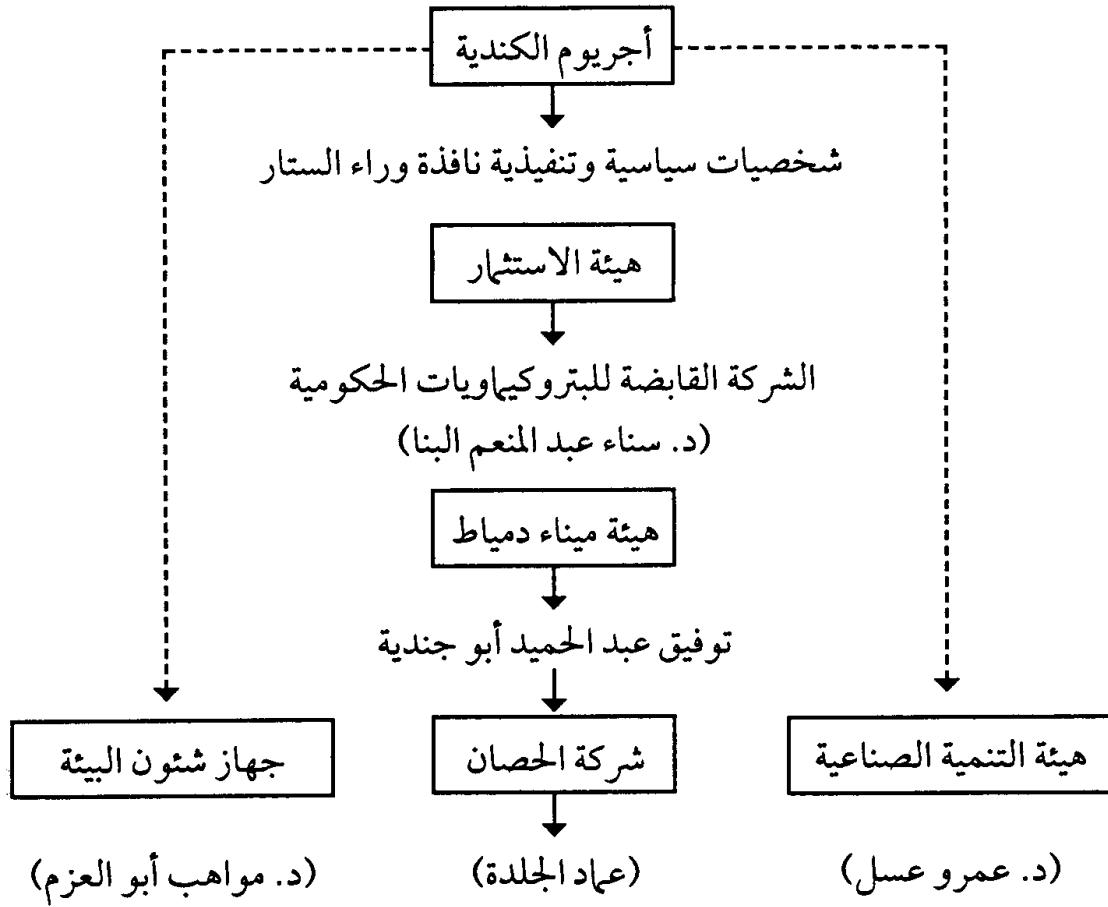 أجريوم الكندية
شخصيات سياسية وتنفيذية نافذة وراء الستار
هيئة الاستثمار
الشركة القابضة للبتروكيماويات الحكومية
(د. سناء عبد المنعم البنا)
هيئة ميناء دمياط
توفيق عبد الحميد أبو جندية
هيئة التنمية الصناعية
شركة الحصان
جهاز شئون البيئة
(د. عمرو عسل)
(عماد الجلدة)
(د. مواهب أبو العزم)